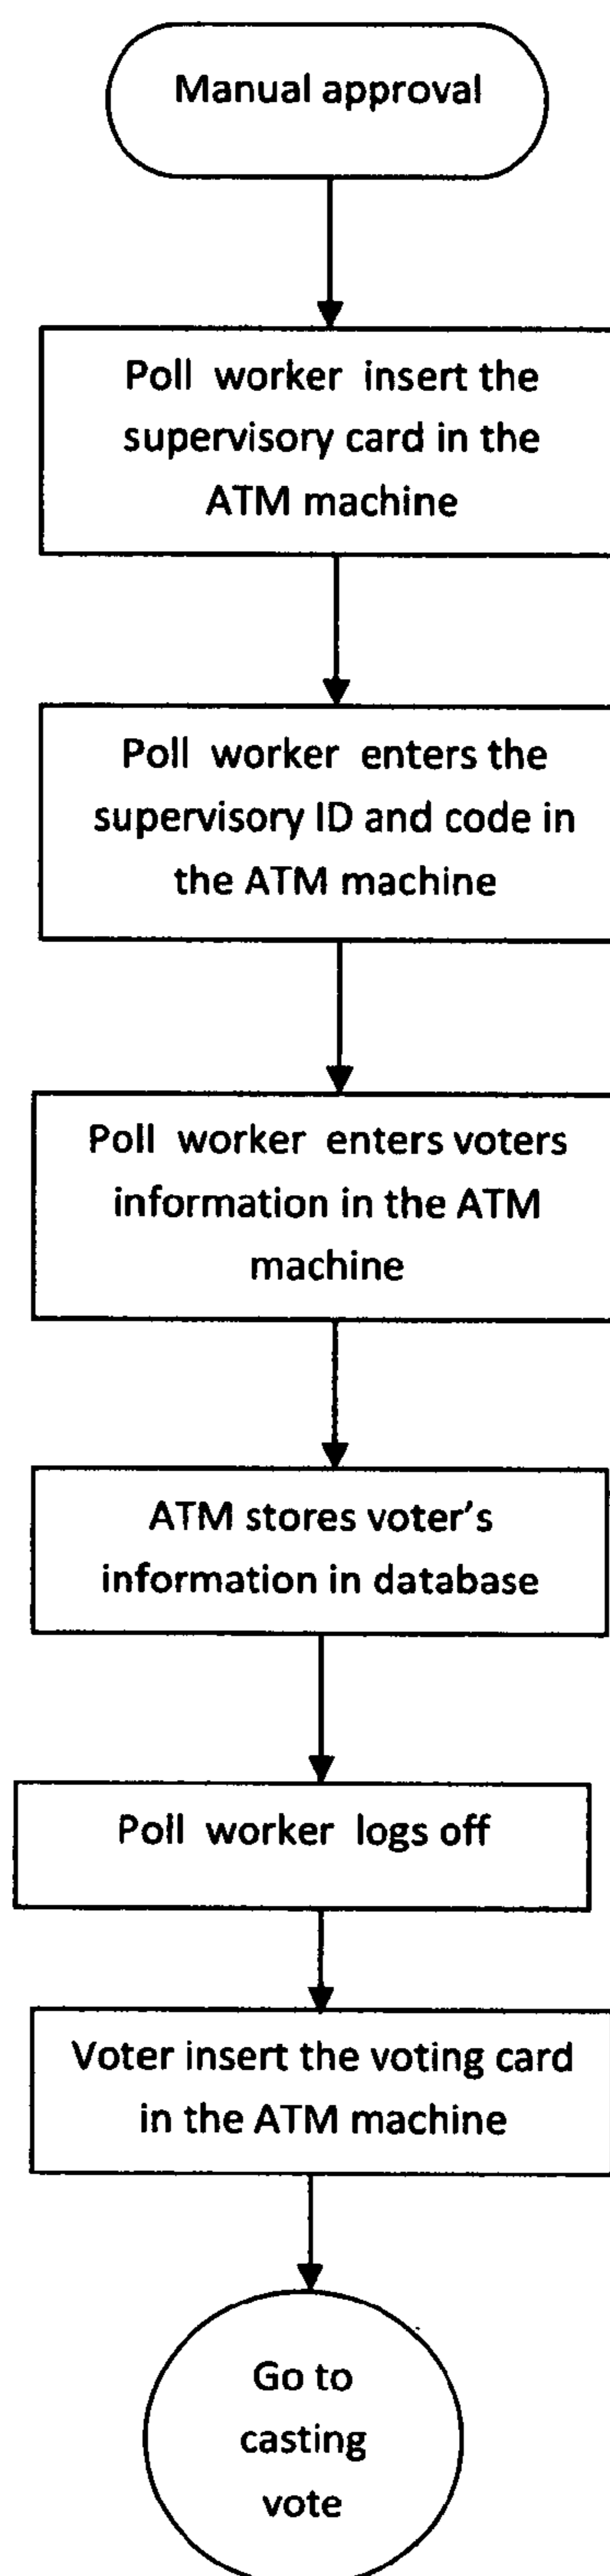 Manual approval
Poll worker insert the
supervisory card in the
ATM machine
Poll worker enters the
supervisory ID and code in
the ATM machine
Poll worker enters voters
information in the ATM
machine
ATM stores voter's
information in database
Poll worker logs off
Voter insert the voting card
in the ATM machine
Go to
casting
vote